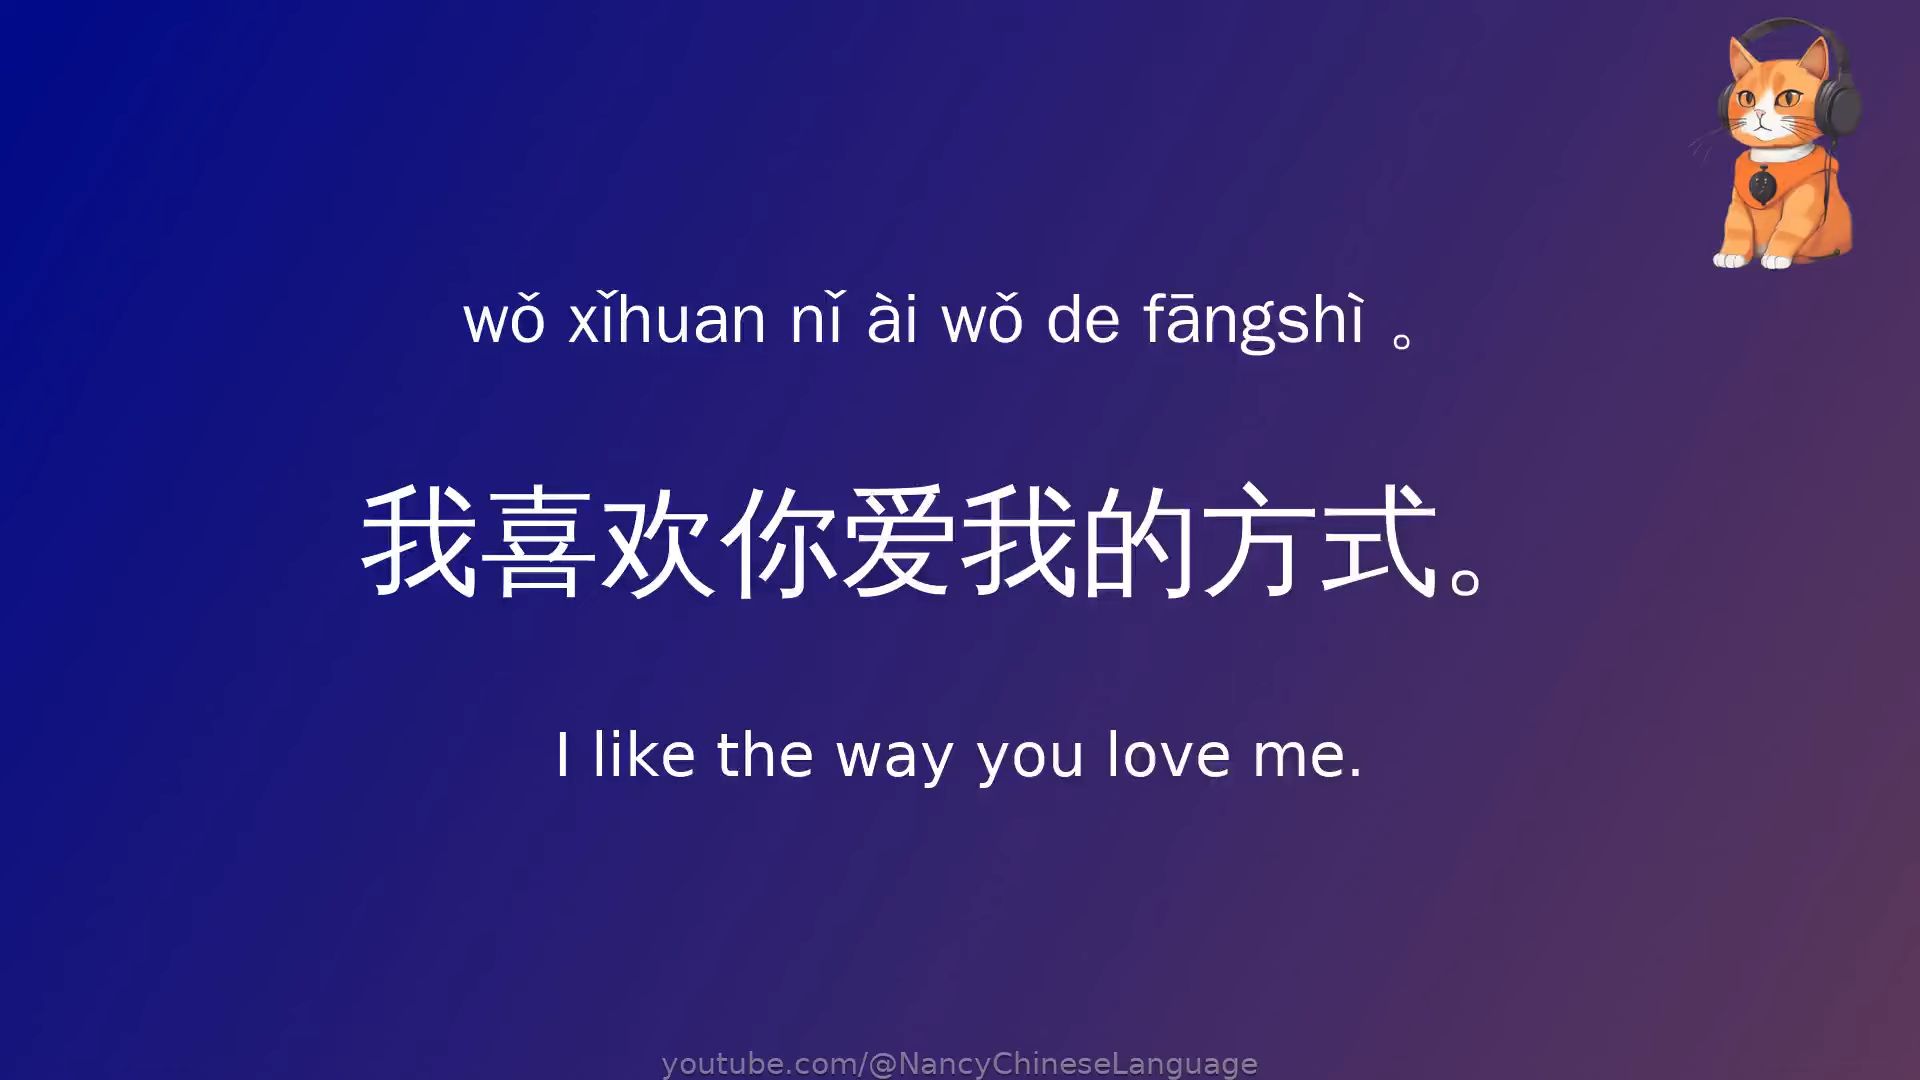 wǒ xǐhuan nǐ ài wǒ de fāngshì 。
我喜欢你爱我的方式。
I like the way you love me.
youtube.com/@NancyChineseLanguage